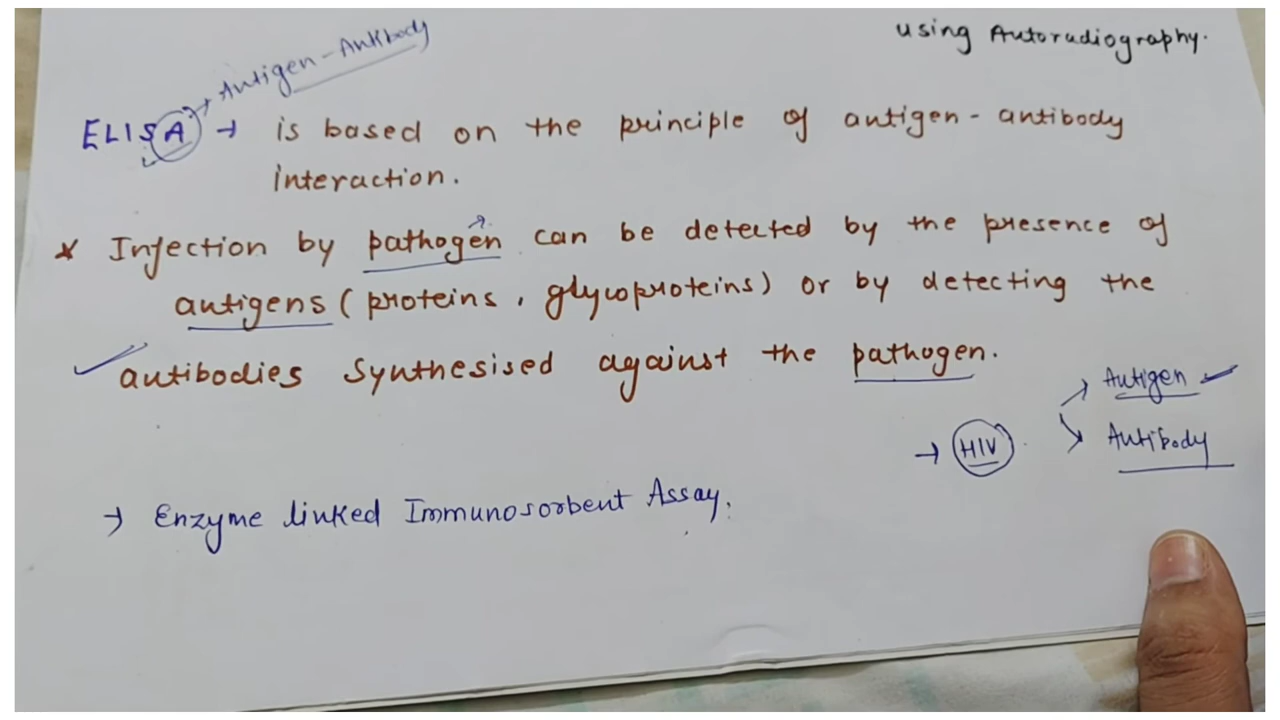 using Autoradiography.
Antigen-Antibody
ELISA → is based on the principle of antigen-antibody
interaction.
* Infection by pathogen can be detected by the presence of
antigens (proteins, glycoproteins) or by detecting the
antibodies synthesised against the pathogen.
Antigen
→ HIV
Antibody
→ Enzyme linked Immunosorbent Assay.